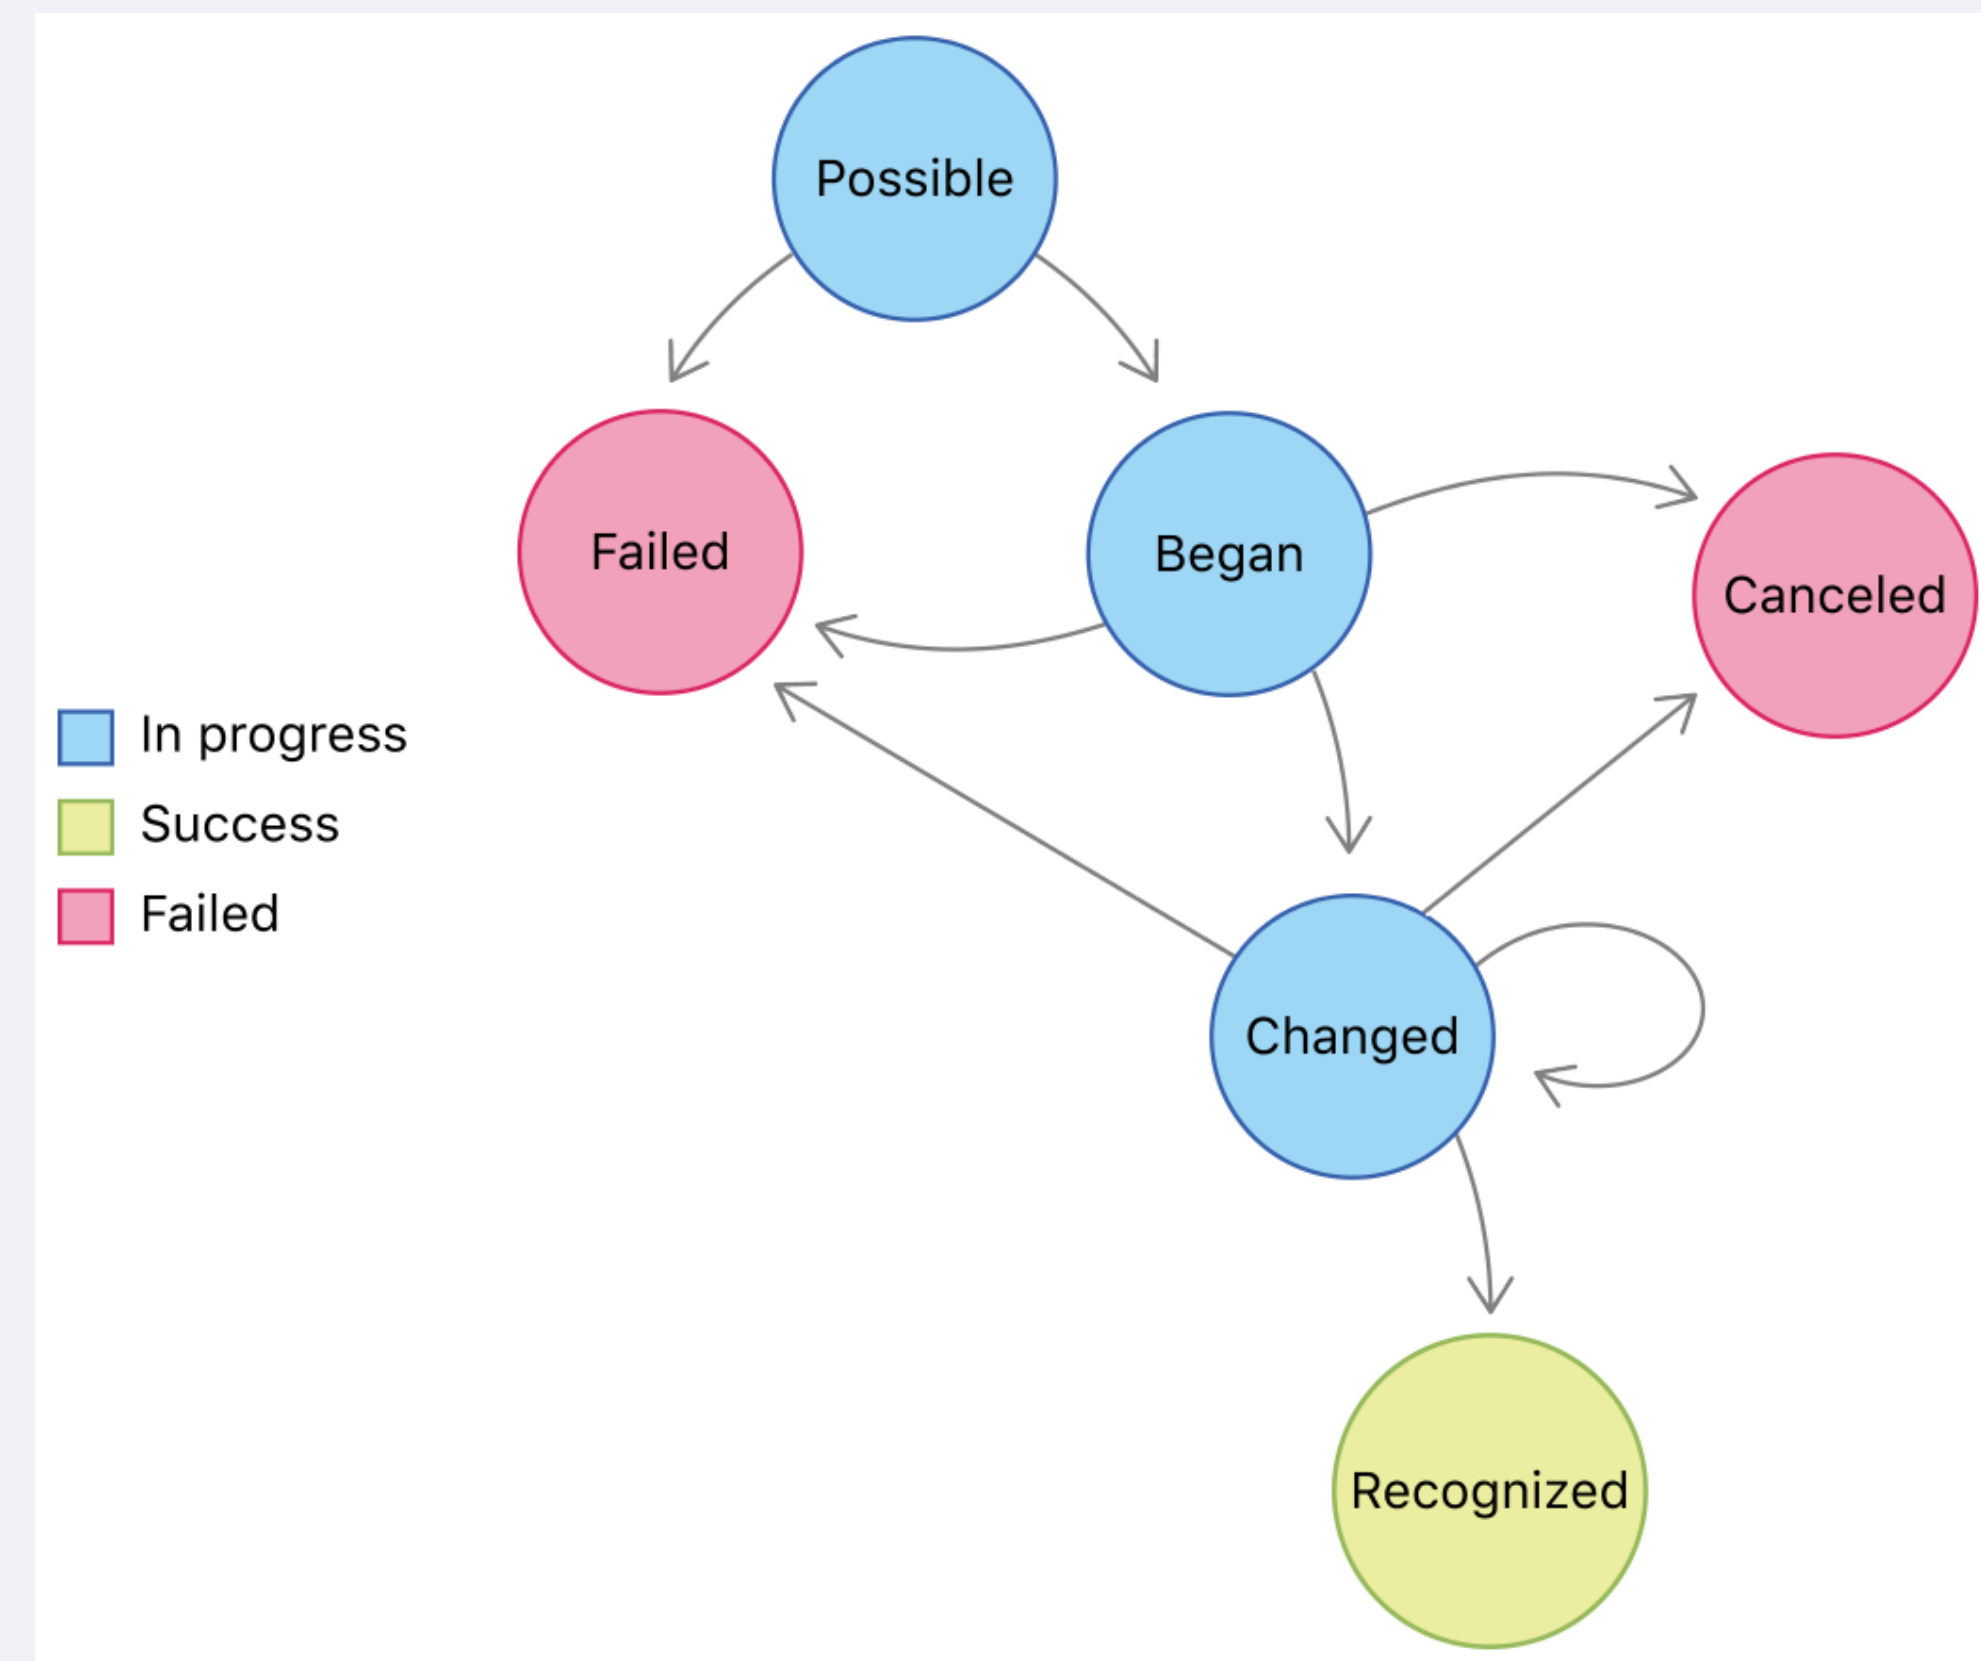 Possible
Failed
Began
Canceled
In progress
Success
Failed
Changed
Recognized